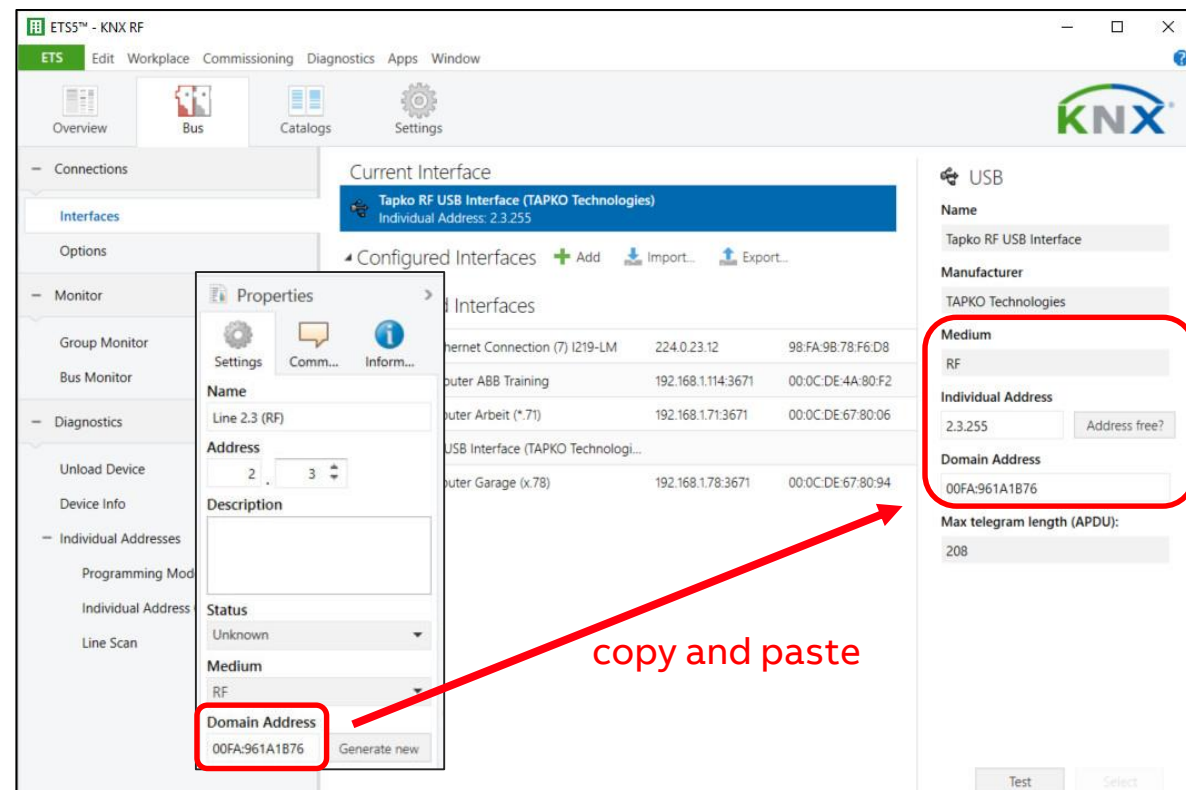 ETS5™ - KNX RF
ETS Edit Workplace Commissioning Diagnostics Apps Window
Overview Bus Catalogs Settings
KNX
Connections
Interfaces
Options
Monitor
Group Monitor
Bus Monitor
Diagnostics
Unload Device
Device Info
Individual Addresses
Programming Mod
Individual Address
Line Scan
Current Interface
Tapko RF USB Interface (TAPKO Technologies)
Individual Address: 2.3.255
Configured Interfaces Add Import... Export...
d Interfaces
hernet Connection (7) I219-LM 224.0.23.12 98:FA:9B:78:F6:D8
outer ABB Training 192.168.1.114:3671 00:0C:DE:4A:80:F2
outer Arbeit (*.71) 192.168.1.71:3671 00:0C:DE:67:80:06
USB Interface (TAPKO Technologi...
outer Garage (x.78) 192.168.1.78:3671 00:0C:DE:67:80:94
Properties
Settings Comm... Inform...
Name
Line 2.3 (RF)
Address
2 . 3
Description
Status
Unknown
Medium
RF
Domain Address
00FA:961A1B76 Generate new
copy and paste
USB
Name
Tapko RF USB Interface
Manufacturer
TAPKO Technologies
Medium
RF
Individual Address
2.3.255 Address free?
Domain Address
00FA:961A1B76
Max telegram length (APDU):
208
Test Select